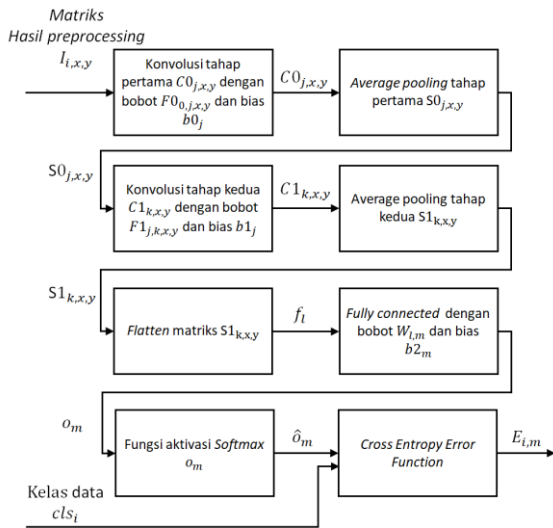 Matriks
Hasil preprocessing
I_{i,x,y}
Konvolusi tahap
pertama C0_{j,x,y} dengan
bobot F0_{0,j,x,y} dan bias
b0_j
C0_{j,x,y}
Average pooling tahap
pertama S0_{j,x,y}
S0_{j,x,y}
Konvolusi tahap kedua
C1_{k,x,y} dengan bobot
F1_{j,k,x,y} dan bias b1_j
C1_{k,x,y}
Average pooling tahap
kedua S1_{k,x,y}
S1_{k,x,y}
Flatten matriks S1_{k,x,y}
f_l
Fully connected dengan
bobot W_{l,m} dan bias
b2_m
o_m
Fungsi aktivasi Softmax
o_m
ô_m
Cross Entropy Error
Function
E_{i,m}
Kelas data
cls_i